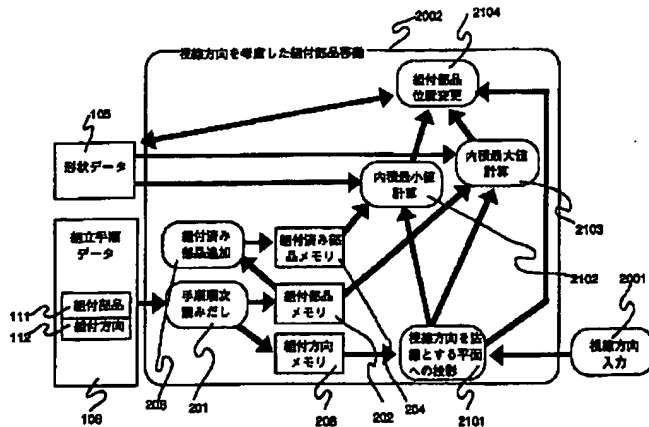 2002
2104
視線方向を考慮した組付部品移動
組付部品
位置変更
105
形状データ
内積最大値
計算
内積最小値
計算
2103
組立手順
データ
組付済み
部品追加
組付済み部
品メモリ
2102
2001
111
組付部品
112
組付方向
手順順次
読みだし
組付部品
メモリ
組付方向
メモリ
視線方向を法
線とする平面
への投影
視線方向
入力
203
201
202
204
206
2101
106